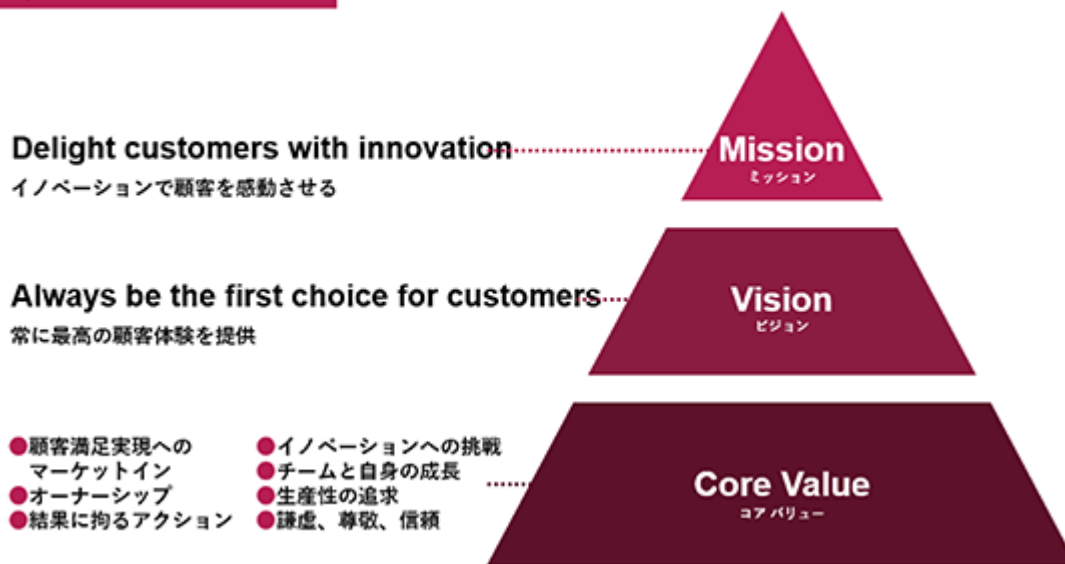 Delight customers with innovation
イノベーションで顧客を感動させる
Mission
ミッション
Always be the first choice for customers
常に最高の顧客体験を提供
Vision
ビジョン
●顧客満足実現への
マーケットイン
●オーナーシップ
●結果に拘るアクション
●イノベーションへの挑戦
●チームと自身の成長
●生産性の追求
●謙虚、尊敬、信頼
Core Value
コア バリュー